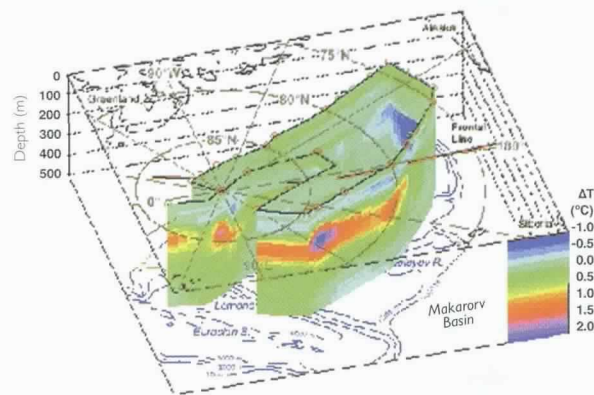 Depth (m)
0
100
200
300
400
500
90°W
75°N
80°N
85°N
0°
180
Greenland
Alaska
Frontal
Line
Siberia
Makarorv
Basin
ΔT
(°C)
-1.0
-0.5
0.0
0.5
1.0
1.5
2.0